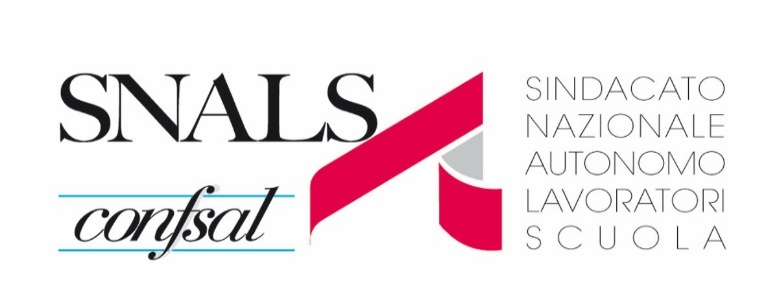 SNALS
confsal
SINDACATO
NAZIONALE
AUTONOMO
LAVORATORI
SCUOLA